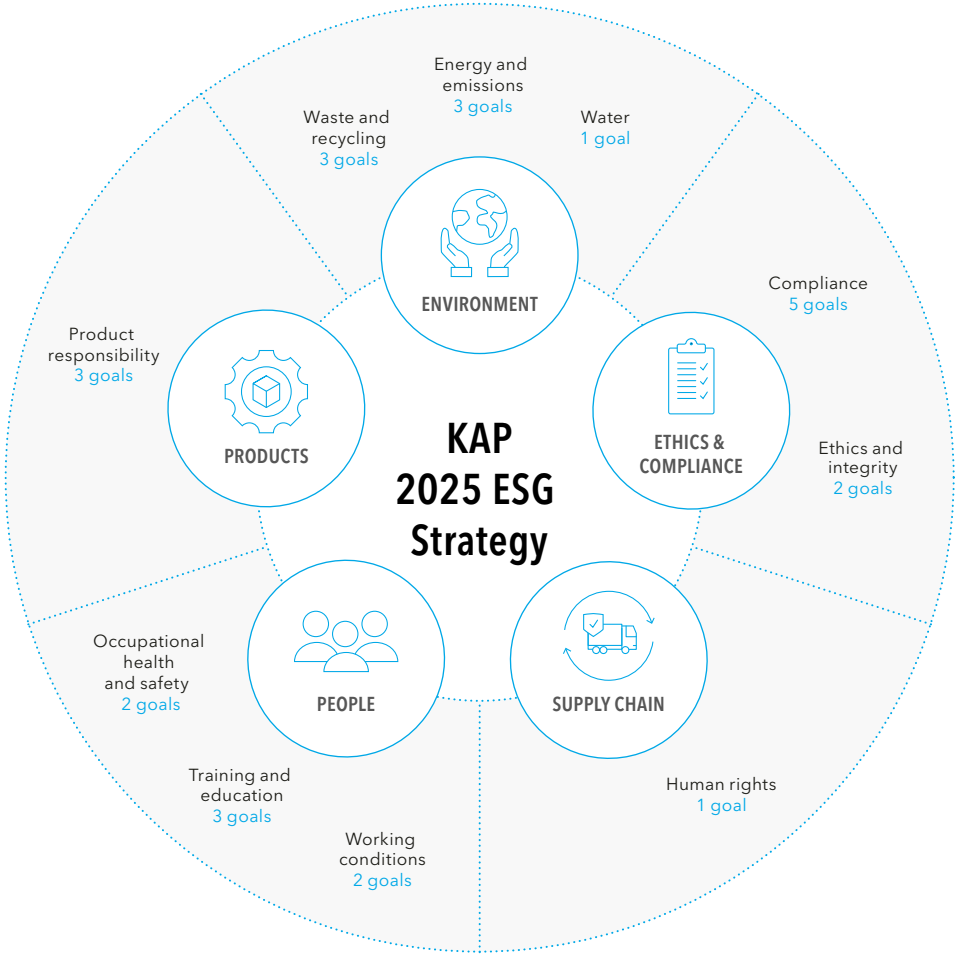 Energy and
emissions
3 goals
Waste and
recycling
3 goals
Water
1 goal
ENVIRONMENT
Compliance
5 goals
Ethics and
integrity
2 goals
ETHICS &
COMPLIANCE
Product
responsibility
3 goals
PRODUCTS
KAP
2025 ESG
Strategy
Occupational
health
and safety
2 goals
Training and
education
3 goals
Working
conditions
2 goals
PEOPLE
SUPPLY CHAIN
Human rights
1 goal